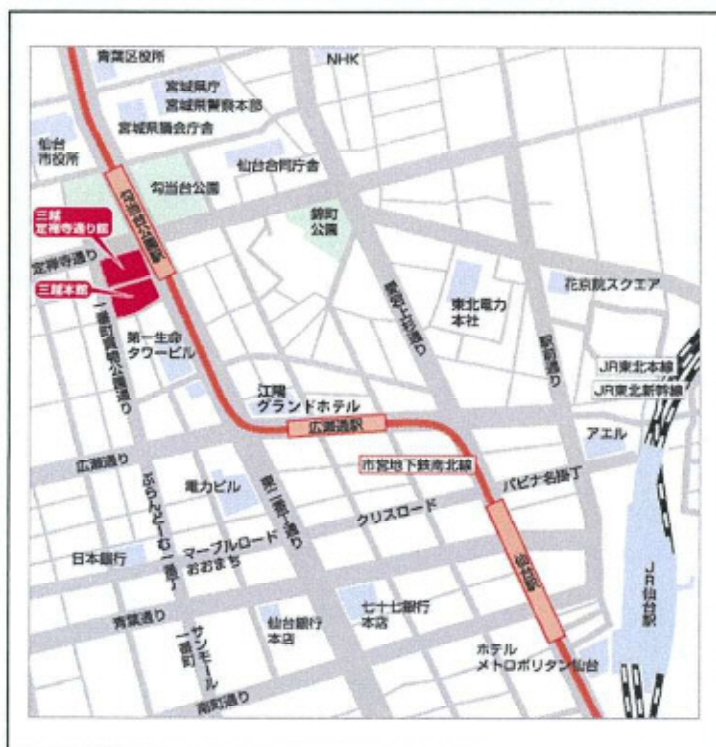 青葉区役所
NHK
宮城県庁
宮城県警察本部
宮城県議会庁舎
仙台
市役所
仙台合同庁舎
勾当台公園
勾当台公園駅
錦町
公園
三越
定禅寺通り館
定禅寺通り
三越本館
一番町買物公園通り
第一生命
タワービル
愛宕上杉通り
東北電力
本社
駅前通り
花京院スクエア
JR東北本線
JR東北新幹線
江陽
グランドホテル
広瀬通駅
アエル
市営地下鉄南北線
広瀬通り
電力ビル
東二番丁通り
クリスロード
パピナ名掛丁
ぶらんどーむ一番丁
日本銀行
マーブルロード
おおまち
仙台駅
JR仙台駅
青葉通り
サンモール
一番町
仙台銀行
本店
七十七銀行
本店
南町通り
ホテル
メトロポリタン仙台